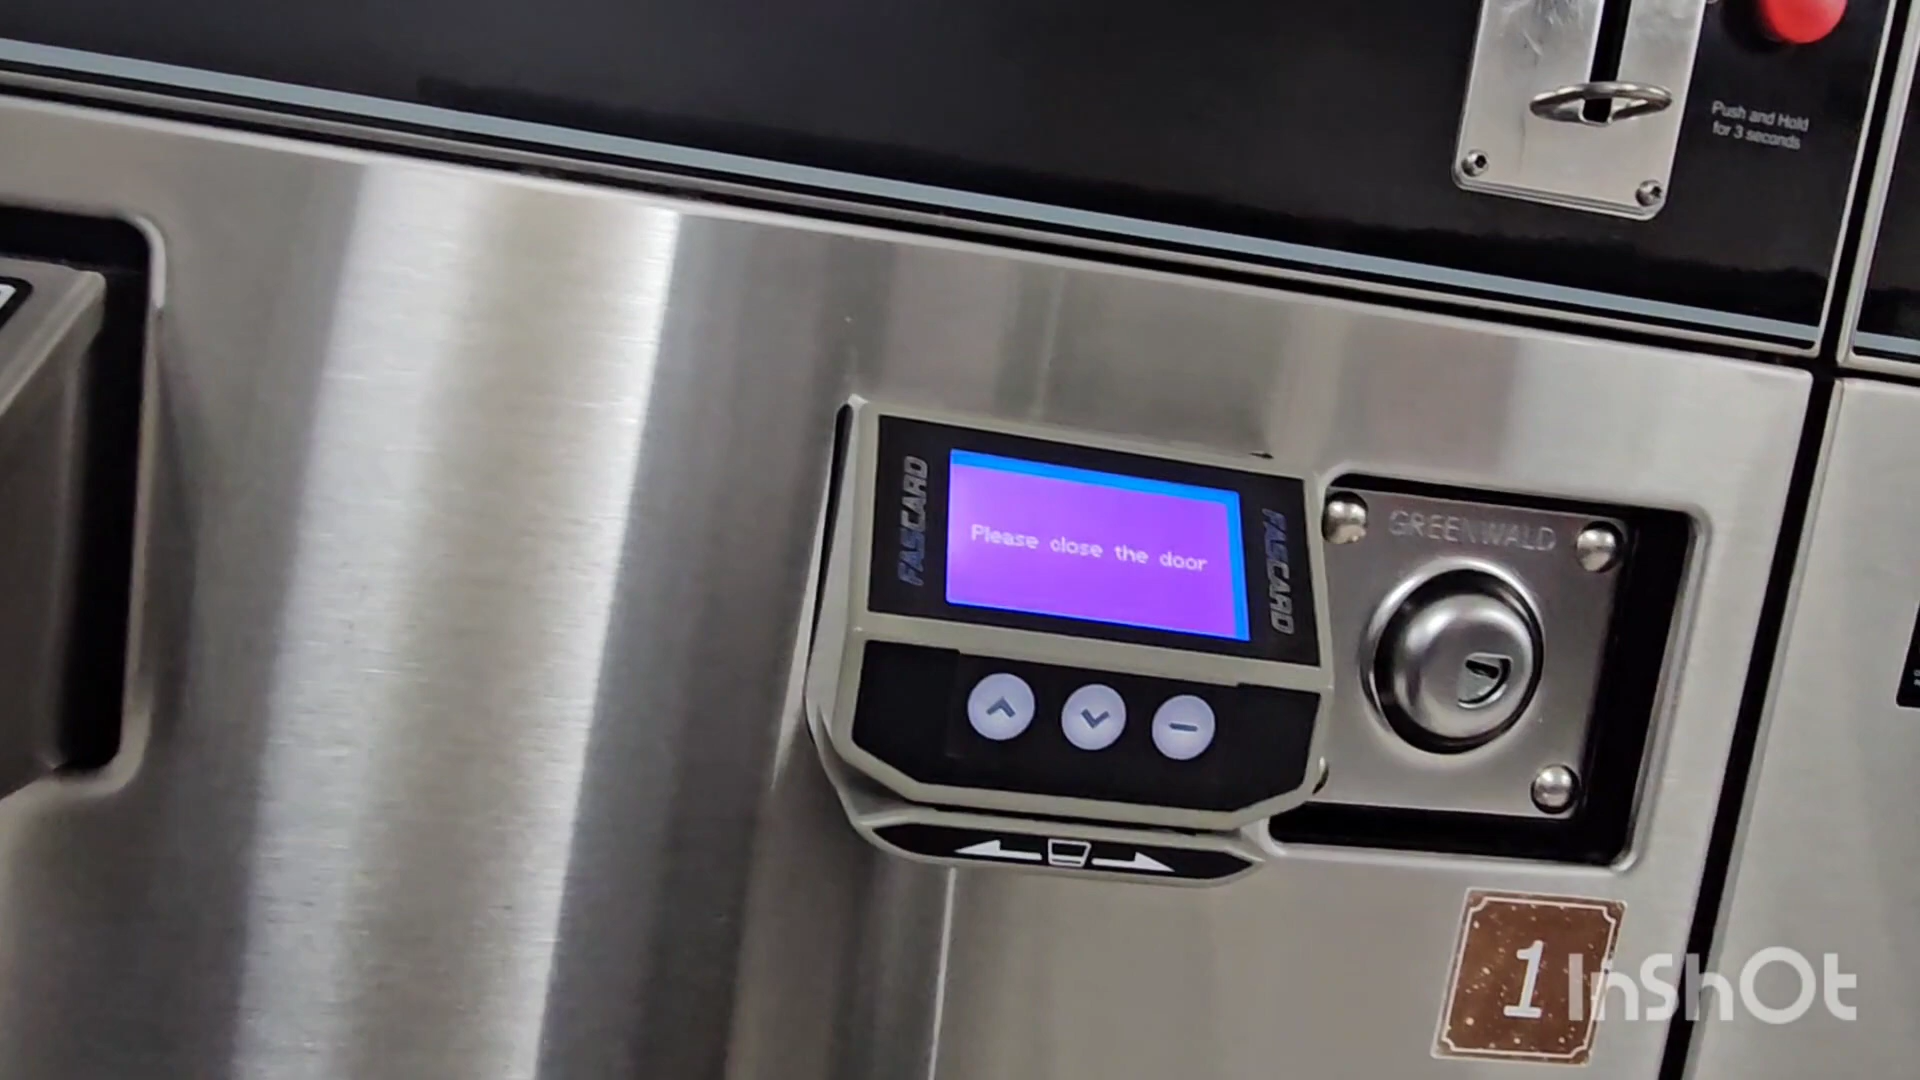 Push and Hold
for 3 seconds
FASCARD
Please close the door
FASCARD
GREENWALD
1
InShOt